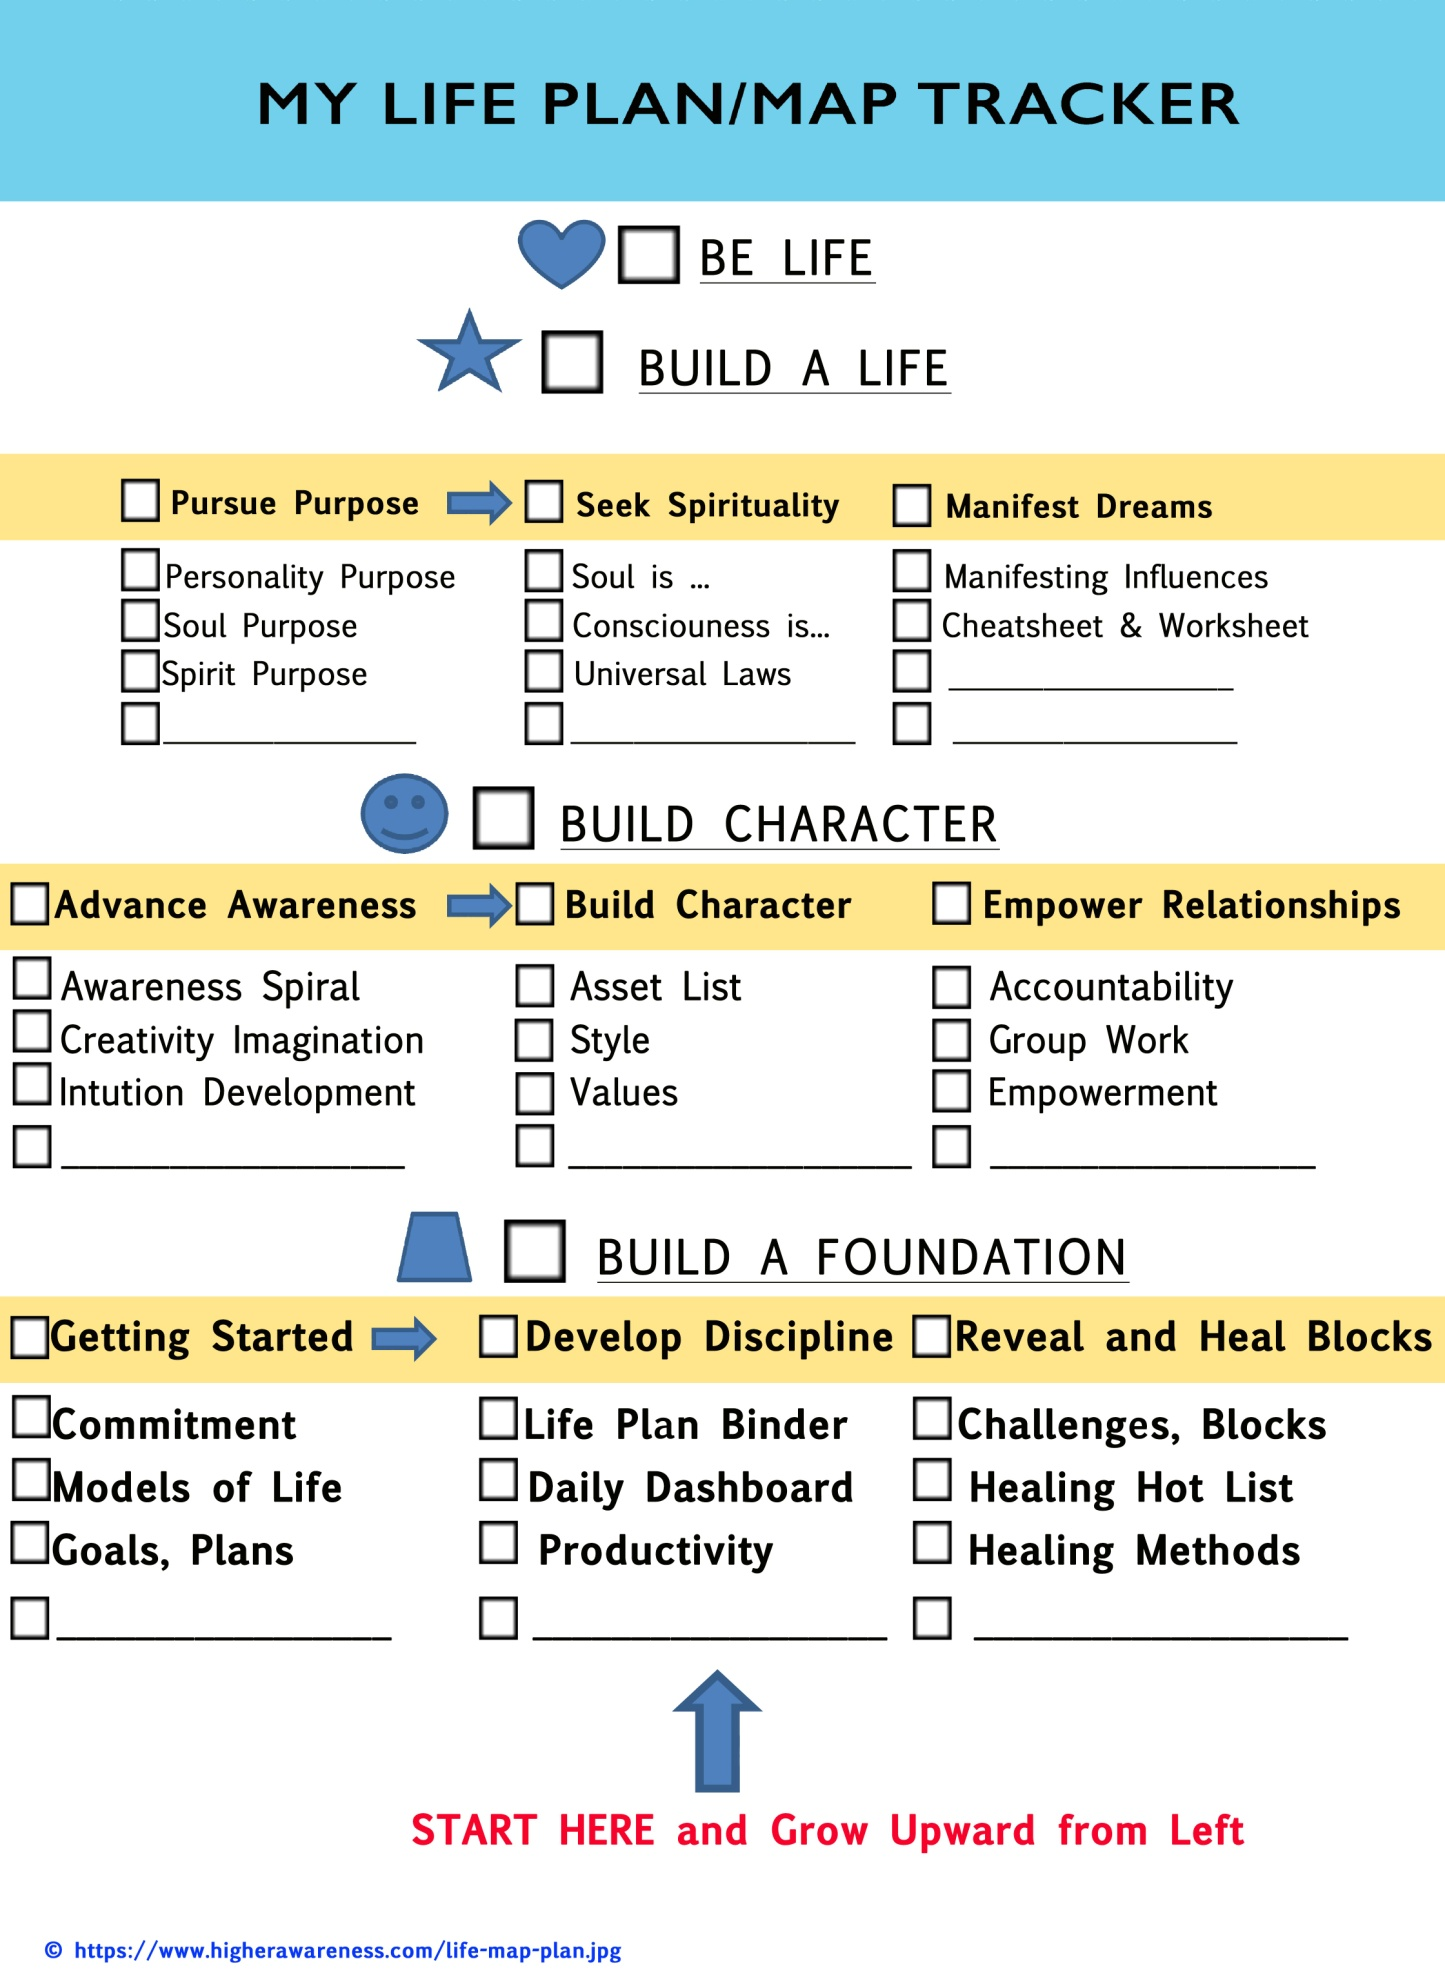 MY LIFE PLAN/MAP TRACKER
BE LIFE
BUILD A LIFE
Pursue Purpose Seek Spirituality Manifest Dreams
Personality Purpose Soul is ... Manifesting Influences
Soul Purpose Consciouness is... Cheatsheet & Worksheet
Spirit Purpose Universal Laws
BUILD CHARACTER
Advance Awareness Build Character Empower Relationships
Awareness Spiral Asset List Accountability
Creativity Imagination Style Group Work
Intution Development Values Empowerment
BUILD A FOUNDATION
Getting Started Develop Discipline Reveal and Heal Blocks
Commitment Life Plan Binder Challenges, Blocks
Models of Life Daily Dashboard Healing Hot List
Goals, Plans Productivity Healing Methods
START HERE and Grow Upward from Left
© https://www.higherawareness.com/life-map-plan.jpg